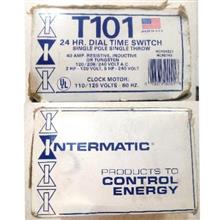 T101
24 HR. DIAL TIME SWITCH
SINGLE POLE SINGLE THROW
40 AMP. RESISTIVE, INDUCTIVE
OR TUNGSTEN
120/208/240 VOLT A.C.
2 HP - 120 VOLT, 5 HP - 240 VOLT
UL
CLOCK MOTOR:
110/125 VOLTS - 60 HZ.
INTERMATIC
PRODUCTS TO
CONTROL
ENERGY